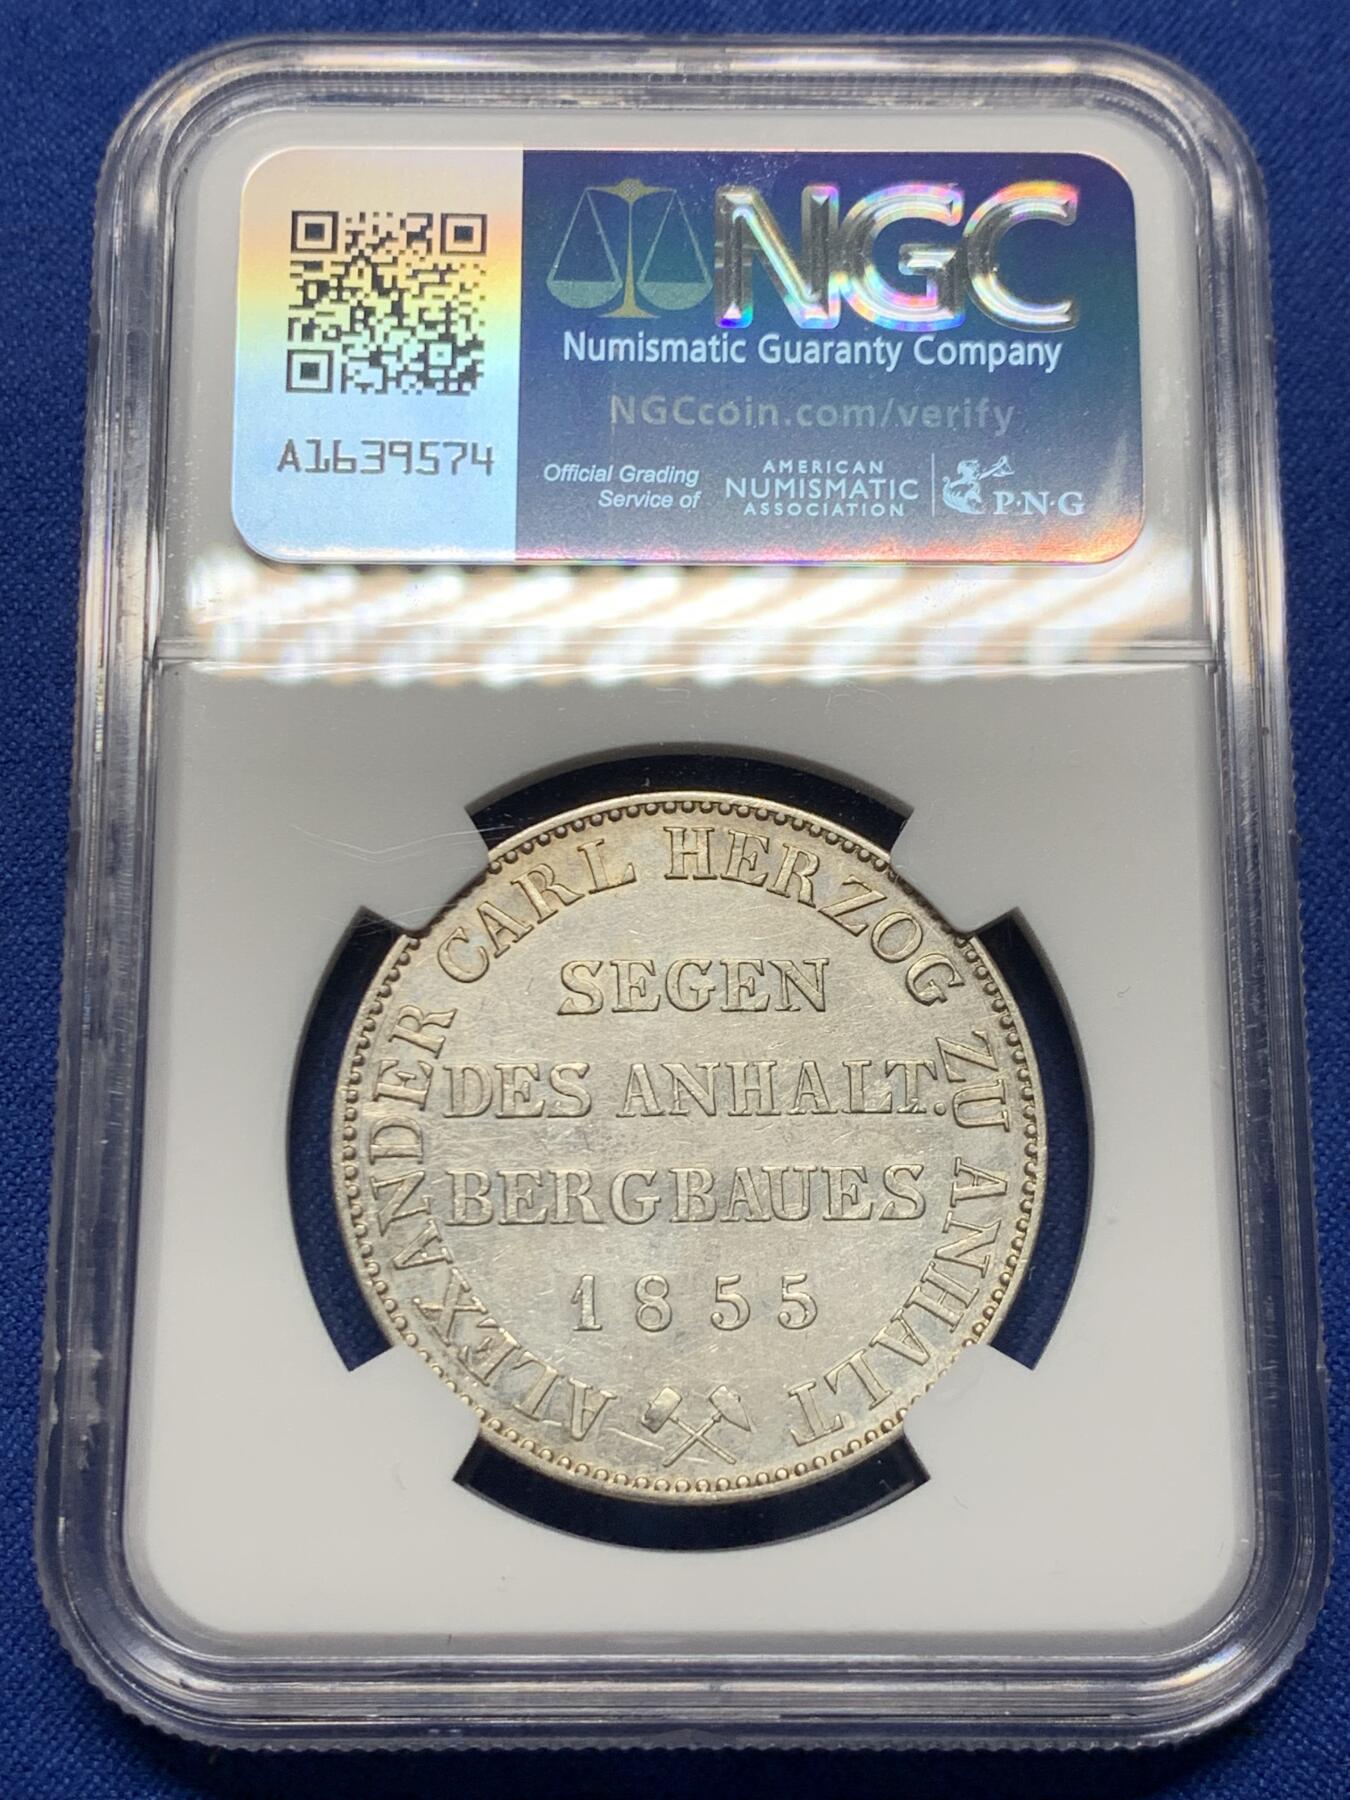 NGC
Numismatic Guaranty Company
NGCcoin.com/verify
A1639574
Official Grading
Service of
AMERICAN
NUMISMATIC
ASSOCIATION
P·N·G
ALEXANDER CARL HERZOG ZU ANHALT
SEGEN
DES ANHALT.
BERGBAUES
1855